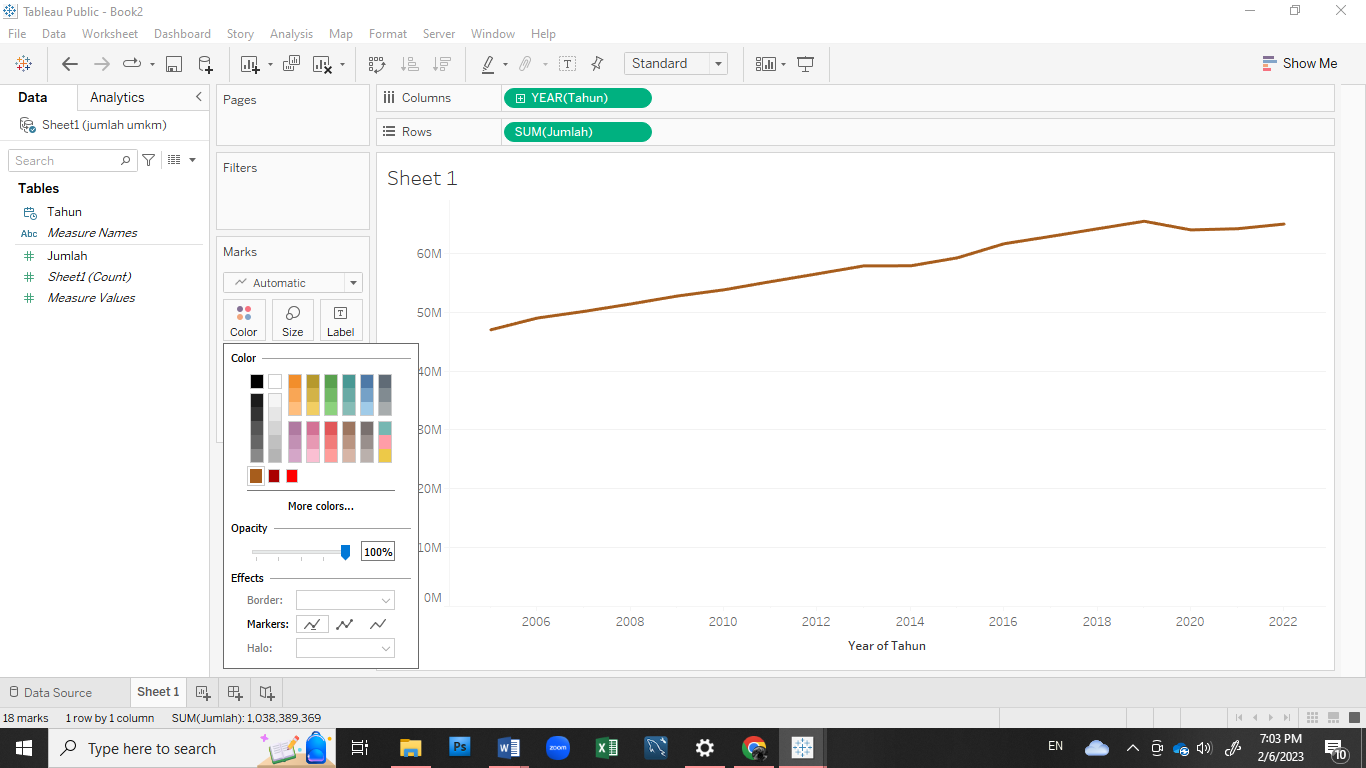 Tableau Public - Book2
File Data Worksheet Dashboard Story Analysis Map Format Server Window Help
Standard
Show Me
Data Analytics
Sheet1 (jumlah umkm)
Search
Tables
Tahun
Abc Measure Names
Jumlah
Sheet1 (Count)
Measure Values
Pages
Filters
Marks
Automatic
Color Size Label
Color
More colors...
Opacity
100%
Effects
Border:
Markers:
Halo:
Columns YEAR(Tahun)
Rows SUM(Jumlah)
Sheet 1
60M
50M
40M
30M
20M
10M
0M
2006 2008 2010 2012 2014 2016 2018 2020 2022
Year of Tahun
Data Source Sheet 1
18 marks 1 row by 1 column SUM(Jumlah): 1,038,389,369
Type here to search
Ps
W
zoom
X
EN
7:03 PM
2/6/2023
10